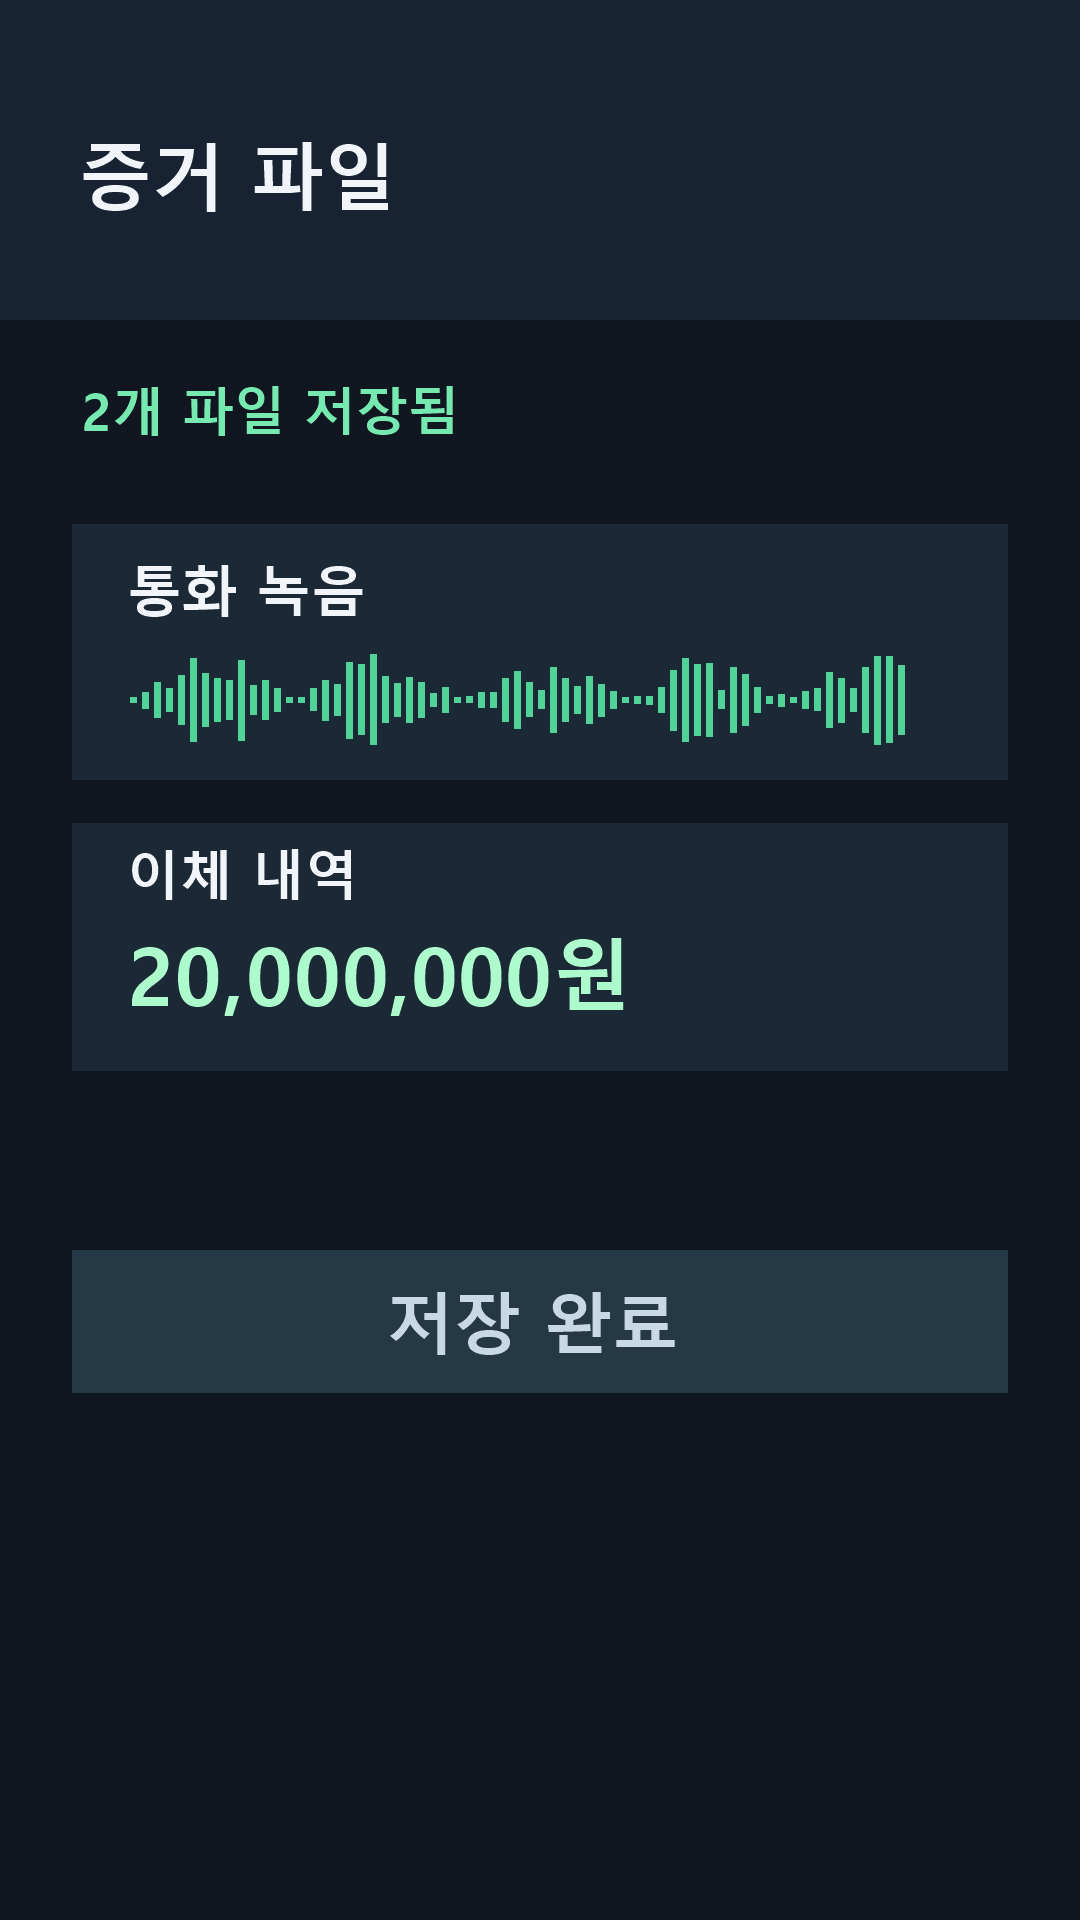 증거 파일
2개 파일 저장됨
통화 녹음
이체 내역
20,000,000원
저장 완료